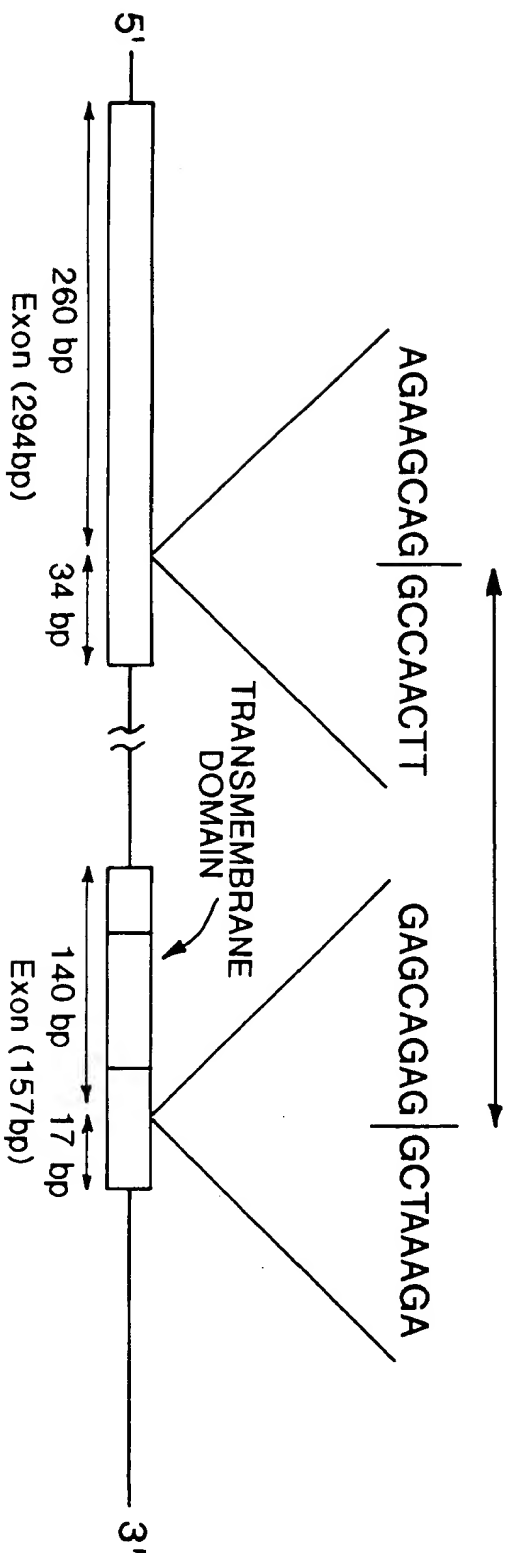 AGAAGCAG GCCAACTT
GAGCAGAG GCTAAAGA
TRANSMEMBRANE
DOMAIN
5'
3'
260 bp
34 bp
Exon (294bp)
140 bp
17 bp
Exon (157bp)